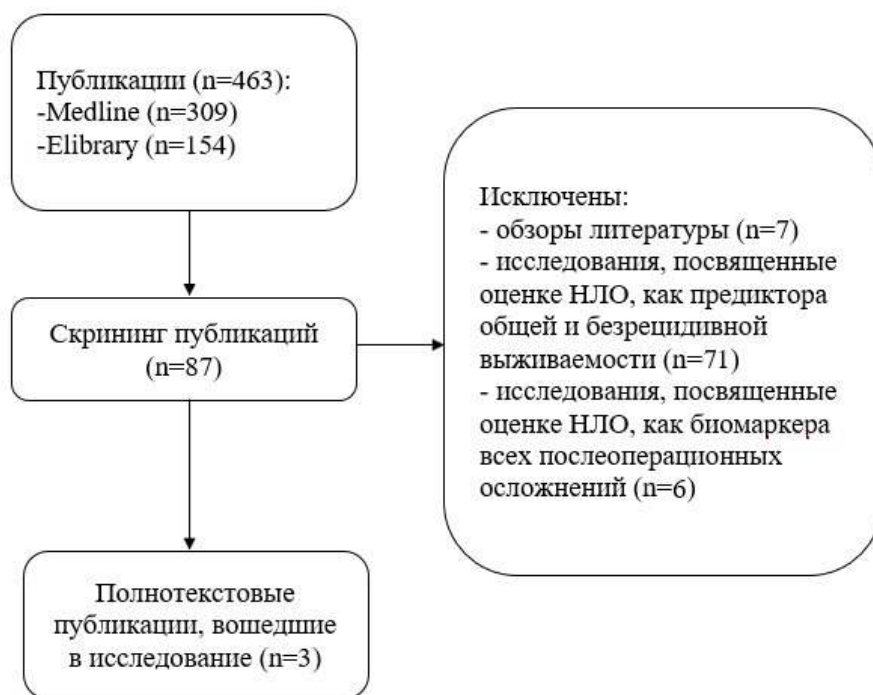 Публикации (n=463):
-Medline (n=309)
-Elibrary (n=154)
Скрининг публикаций
(n=87)
Исключены:
- обзоры литературы (n=7)
- исследования, посвященные
оценке НЛО, как предиктора
общей и безрецидивной
выживаемости (n=71)
- исследования, посвященные
оценке НЛО, как биомаркера
всех послеоперационных
осложнений (n=6)
Полнотекстовые
публикации, вошедшие
в исследование (n=3)